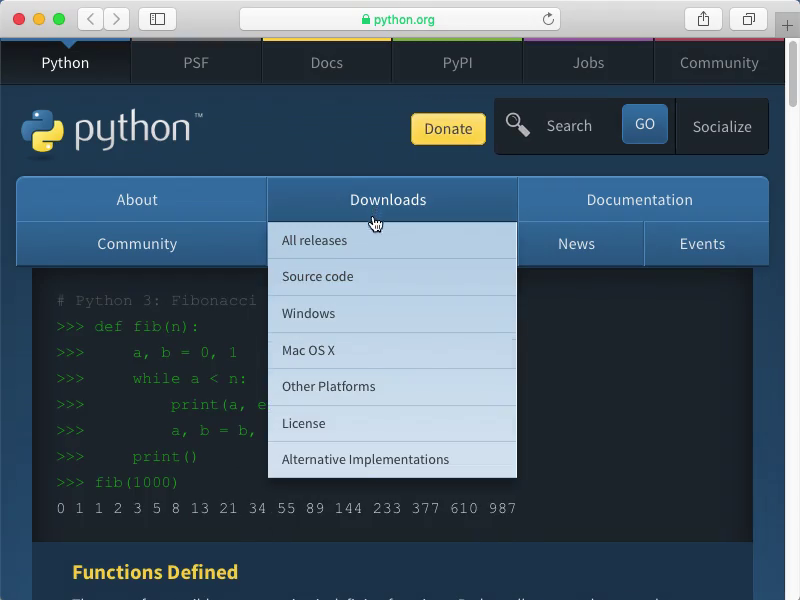 python.org
Python PSF Docs PyPI Jobs Community
python™
Donate Search GO Socialize
About Downloads Documentation
Community News Events
All releases
Source code
Windows
Mac OS X
Other Platforms
License
Alternative Implementations
# Python 3: Fibonacci
>>> def fib(n):
>>>     a, b = 0, 1
>>>     while a < n:
>>>         print(a, e
>>>         a, b = b,
>>>     print()
>>> fib(1000)
0 1 1 2 3 5 8 13 21 34 55 89 144 233 377 610 987
Functions Defined